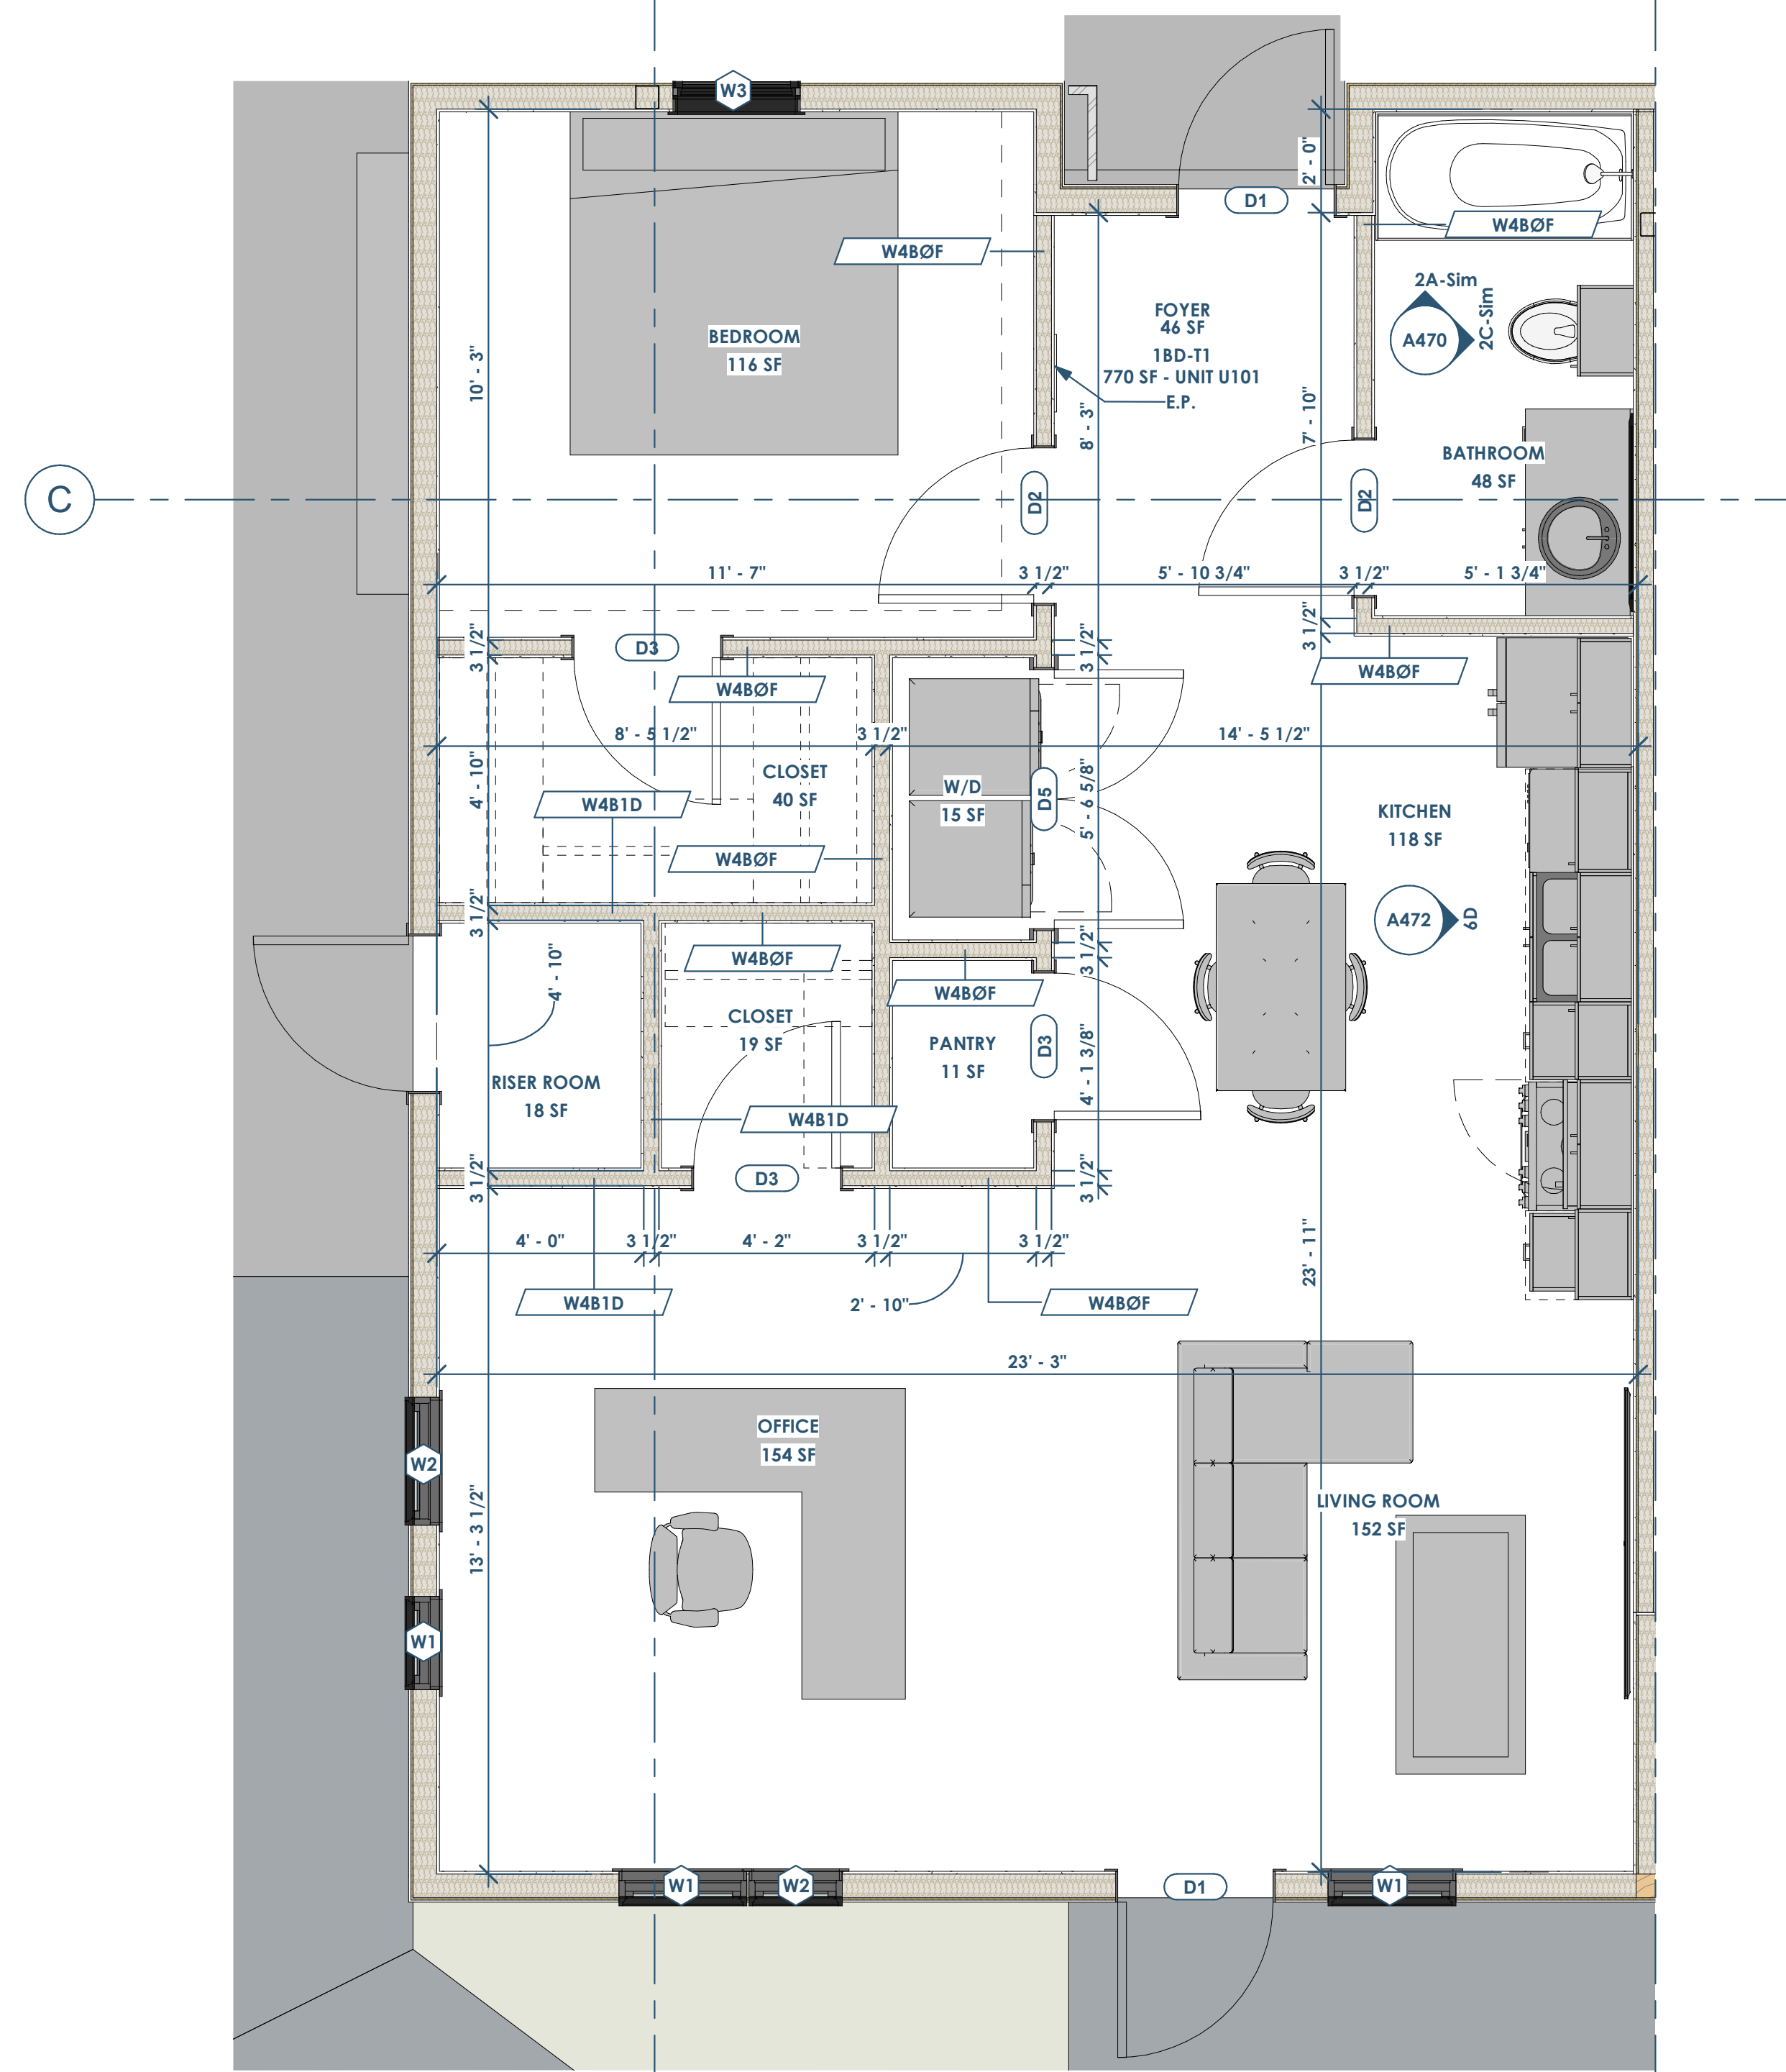 W3
D1
2' - 0"
W4BØF
W4BØF
2A-Sim
2C-Sim
A470
FOYER
46 SF
1BD-T1
770 SF - UNIT U101
E.P.
BEDROOM
116 SF
10' - 3"
8' - 3"
7' - 10"
BATHROOM
48 SF
C
D2
D2
11' - 7"
3 1/2"
5' - 10 3/4"
3 1/2"
5' - 1 3/4"
3 1/2"
D3
3 1/2"
3 1/2"
W4BØF
W4BØF
8' - 5 1/2"
3 1/2"
14' - 5 1/2"
4' - 10"
CLOSET
40 SF
W4B1D
W4BØF
W/D
15 SF
D5
5' - 6 5/8"
KITCHEN
118 SF
A472
6D
3 1/2"
4' - 10"
W4BØF
3 1/2"
W4BØF
CLOSET
19 SF
PANTRY
11 SF
D3
4' - 1 3/8"
RISER ROOM
18 SF
W4B1D
3 1/2"
D3
3 1/2"
4' - 0"
3 1/2"
4' - 2"
3 1/2"
3 1/2"
23' - 11"
W4B1D
2' - 10"
W4BØF
23' - 3"
OFFICE
154 SF
W2
LIVING ROOM
152 SF
13' - 3 1/2"
W1
W1
W2
D1
W1